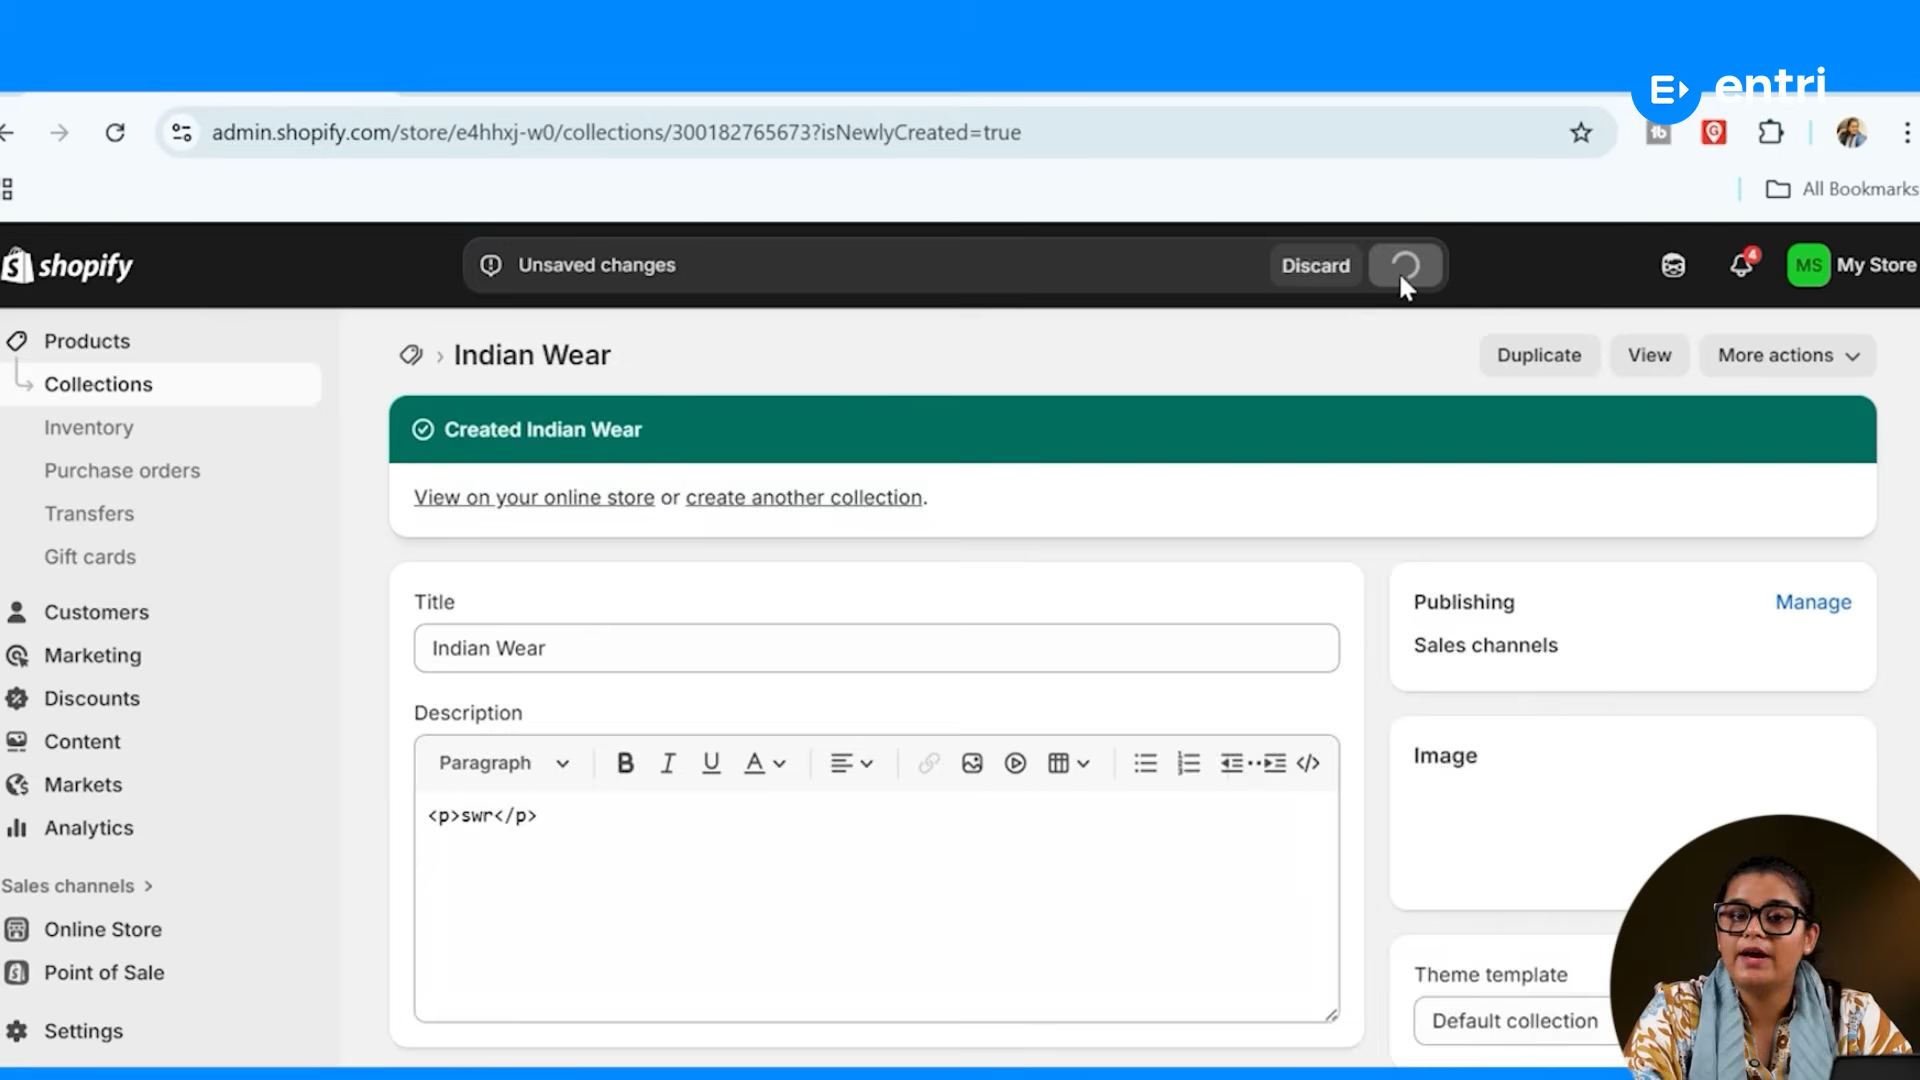 entri
admin.shopify.com/store/e4hhxj-w0/collections/300182765673?isNewlyCreated=true
All Bookmarks
shopify
Unsaved changes
Discard
4
MS
My Store
Products
Collections
Inventory
Purchase orders
Transfers
Gift cards
Customers
Marketing
Discounts
Content
Markets
Analytics
Sales channels
Online Store
Point of Sale
Settings
Indian Wear
Duplicate
View
More actions
Created Indian Wear
View on your online store or create another collection.
Title
Indian Wear
Description
Paragraph
B I U A
<p>swr</p>
Publishing
Manage
Sales channels
Image
Theme template
Default collection